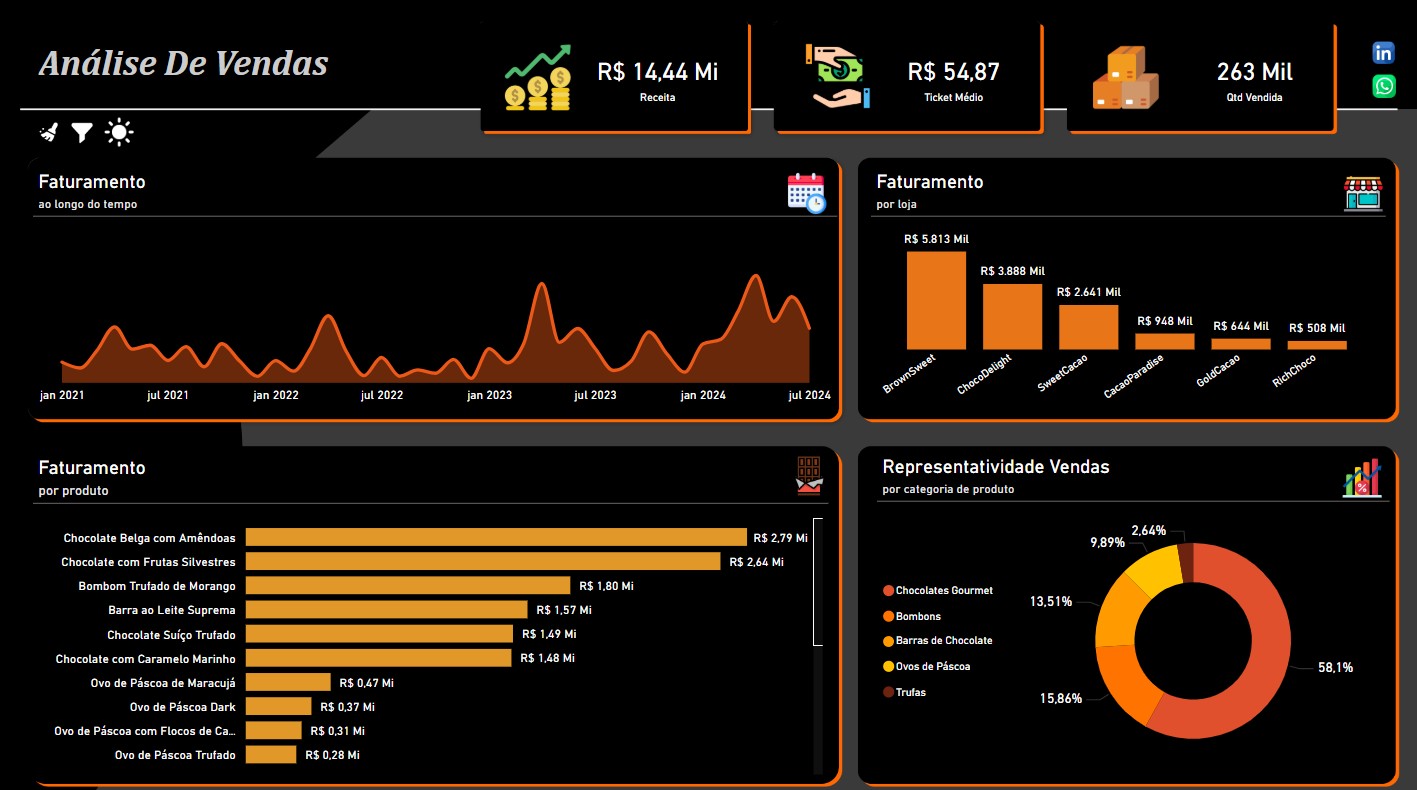 Análise De Vendas
R$ 14,44 Mi
Receita
R$ 54,87
Ticket Médio
263 Mil
Qtd Vendida
in
Faturamento
ao longo do tempo
jan 2021
jul 2021
jan 2022
jul 2022
jan 2023
jul 2023
jan 2024
jul 2024
Faturamento
por loja
R$ 5.813 Mil
R$ 3.888 Mil
R$ 2.641 Mil
R$ 948 Mil
R$ 644 Mil
R$ 508 Mil
BrownSweet
ChocoDelight
SweetCacao
CacaoParadise
GoldCacao
RichChoco
Faturamento
por produto
Chocolate Belga com Amêndoas R$ 2,79 Mi
Chocolate com Frutas Silvestres R$ 2,64 Mi
Bombom Trufado de Morango R$ 1,80 Mi
Barra ao Leite Suprema R$ 1,57 Mi
Chocolate Suíço Trufado R$ 1,49 Mi
Chocolate com Caramelo Marinho R$ 1,48 Mi
Ovo de Páscoa de Maracujá R$ 0,47 Mi
Ovo de Páscoa Dark R$ 0,37 Mi
Ovo de Páscoa com Flocos de Ca... R$ 0,31 Mi
Ovo de Páscoa Trufado R$ 0,28 Mi
Representatividade Vendas
por categoria de produto
Chocolates Gourmet
Bombons
Barras de Chocolate
Ovos de Páscoa
Trufas
2,64%
9,89%
13,51%
15,86%
58,1%